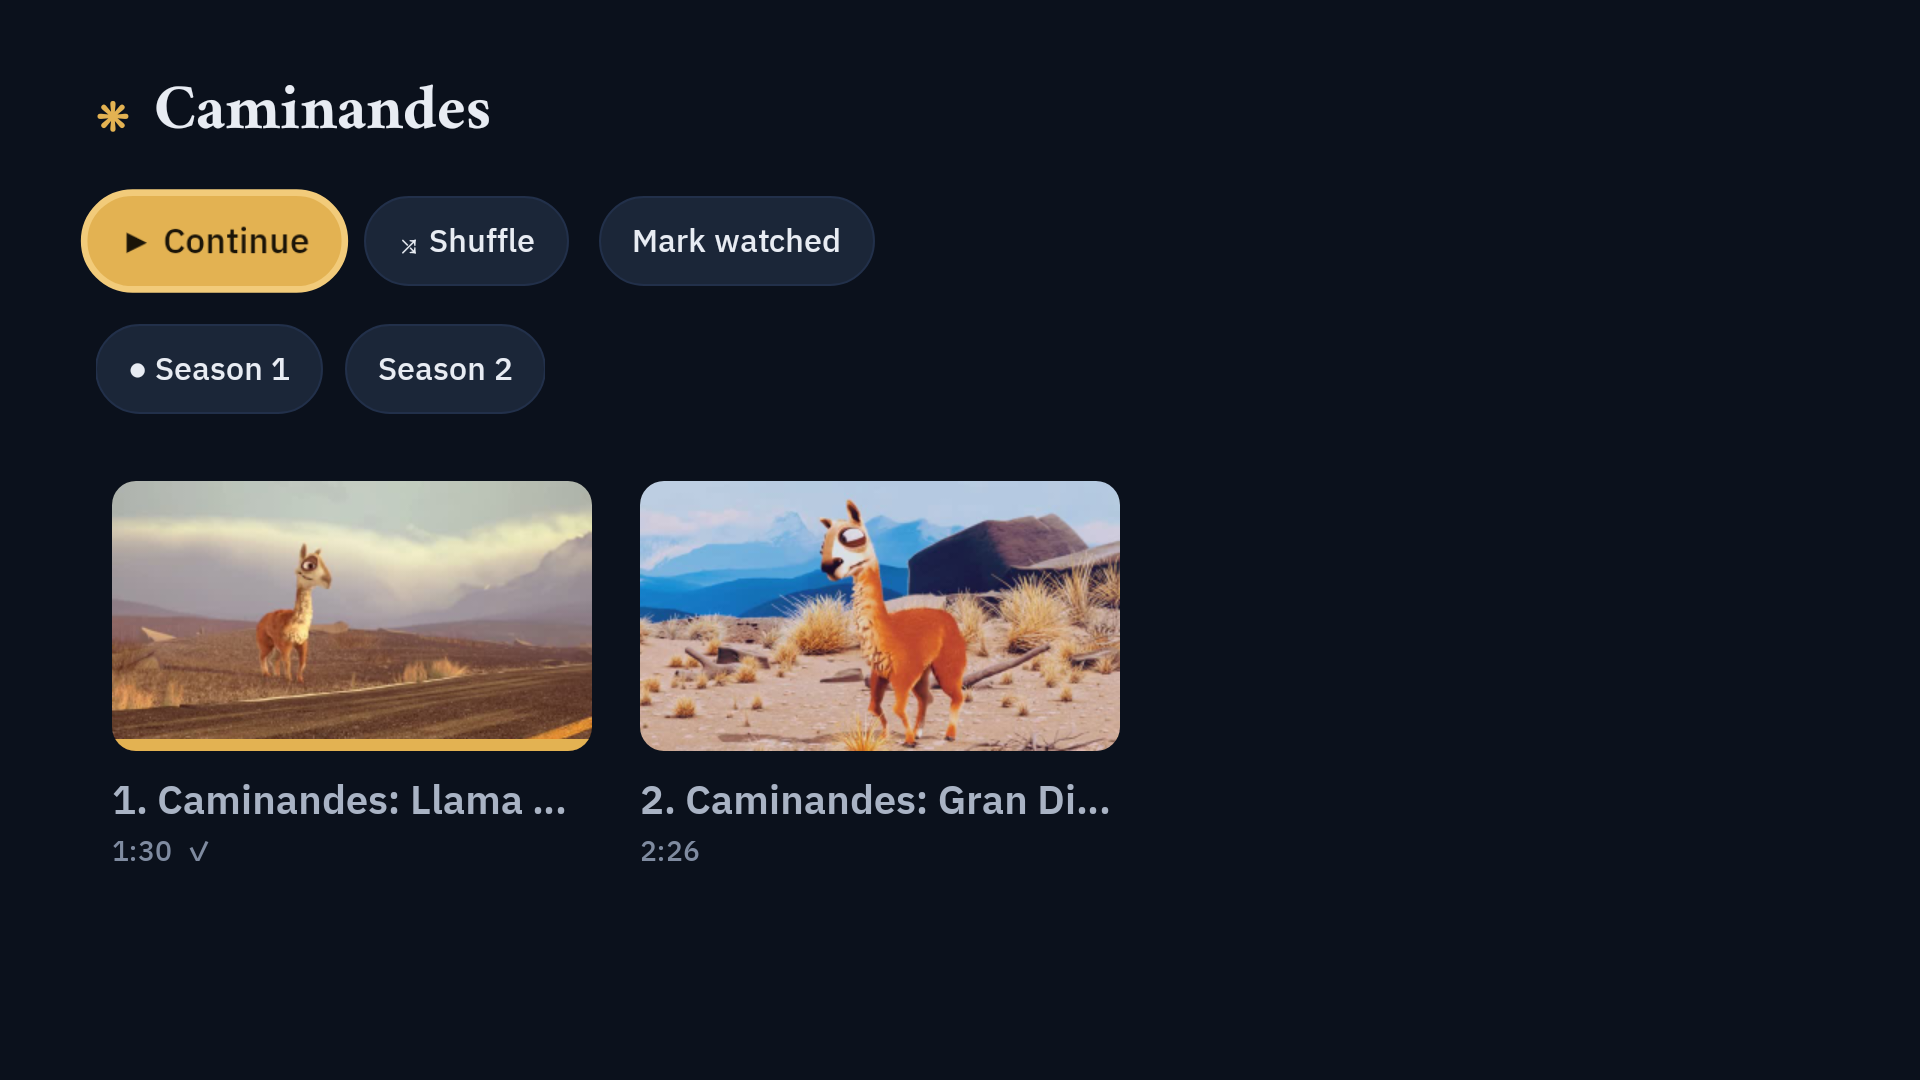 Caminandes
► Continue
⤮ Shuffle
Mark watched
● Season 1
Season 2
1. Caminandes: Llama ...
2. Caminandes: Gran Di...
1:30 ✓
2:26